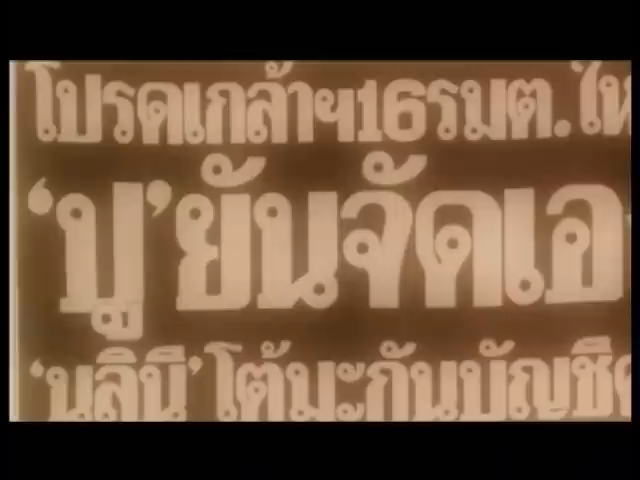 โปรดเกล้าฯ16รมต.ให
'ปู'ยันจัดเอ
'นลินี'โต้มะกันบัญชี